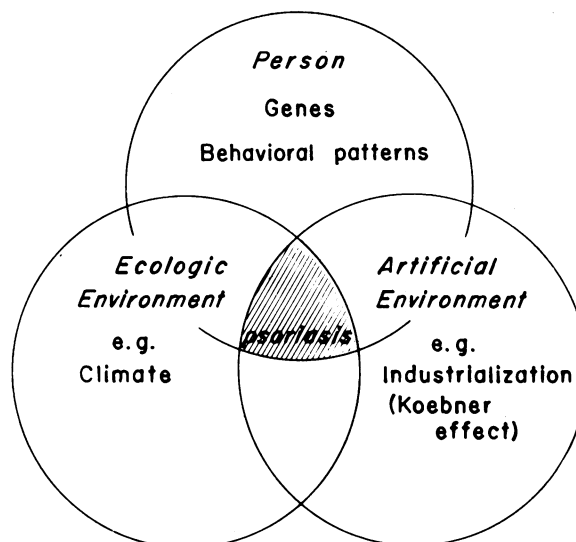 Person
Genes
Behavioral patterns
Ecologic
Environment
e.g.
Climate
psoriasis
Artificial
Environment
e.g.
Industrialization
(Koebner
effect)